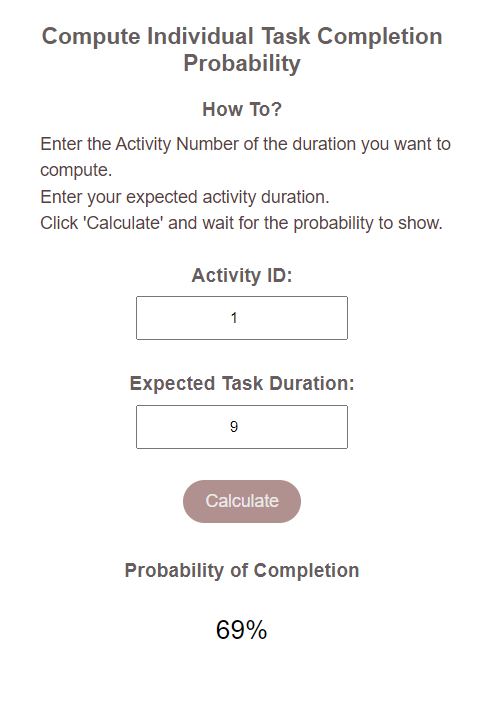 Compute Individual Task Completion
Probability
How To?
Enter the Activity Number of the duration you want to
compute.
Enter your expected activity duration.
Click 'Calculate' and wait for the probability to show.
Activity ID:
1
Expected Task Duration:
9
Calculate
Probability of Completion
69%